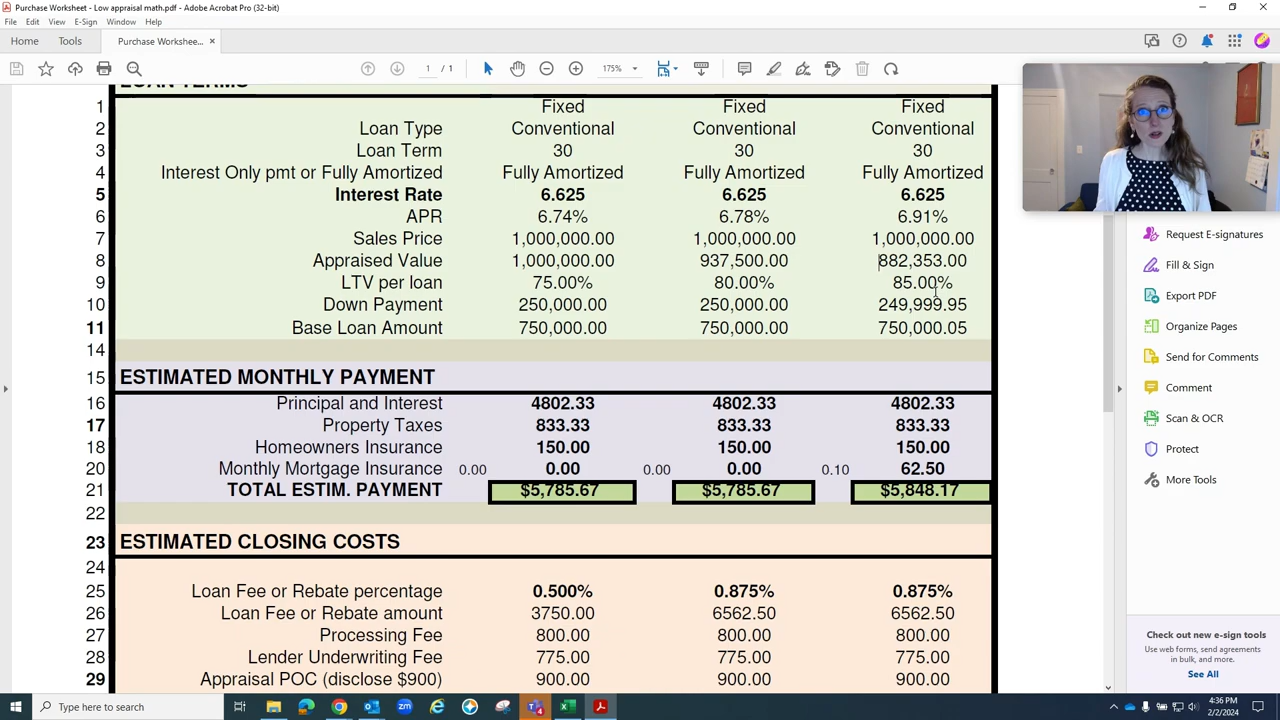 Purchase Worksheet - Low appraisal math.pdf - Adobe Acrobat Pro (32-bit)
File Edit View E-Sign Window Help
Home Tools Purchase Workshee... ×
1 / 1 175%
LOAN TERMS
1 Fixed Fixed Fixed
2 Loan Type Conventional Conventional Conventional
3 Loan Term 30 30 30
4 Interest Only pmt or Fully Amortized Fully Amortized Fully Amortized Fully Amortized
5 Interest Rate 6.625 6.625 6.625
6 APR 6.74% 6.78% 6.91%
7 Sales Price 1,000,000.00 1,000,000.00 1,000,000.00
8 Appraised Value 1,000,000.00 937,500.00 882,353.00
9 LTV per loan 75.00% 80.00% 85.00%
10 Down Payment 250,000.00 250,000.00 249,999.95
11 Base Loan Amount 750,000.00 750,000.00 750,000.05
14
15 ESTIMATED MONTHLY PAYMENT
16 Principal and Interest 4802.33 4802.33 4802.33
17 Property Taxes 833.33 833.33 833.33
18 Homeowners Insurance 150.00 150.00 150.00
20 Monthly Mortgage Insurance 0.00 0.00 0.00 0.00 0.10 62.50
21 TOTAL ESTIM. PAYMENT $5,785.67 $5,785.67 $5,848.17
22
23 ESTIMATED CLOSING COSTS
24
25 Loan Fee or Rebate percentage 0.500% 0.875% 0.875%
26 Loan Fee or Rebate amount 3750.00 6562.50 6562.50
27 Processing Fee 800.00 800.00 800.00
28 Lender Underwriting Fee 775.00 775.00 775.00
29 Appraisal POC (disclose $900) 900.00 900.00 900.00
Request E-signatures
Fill & Sign
Export PDF
Organize Pages
Send for Comments
Comment
Scan & OCR
Protect
More Tools
Check out new e-sign tools
Use web forms, send agreements
in bulk, and more.
See All
Type here to search
4:36 PM
2/2/2024